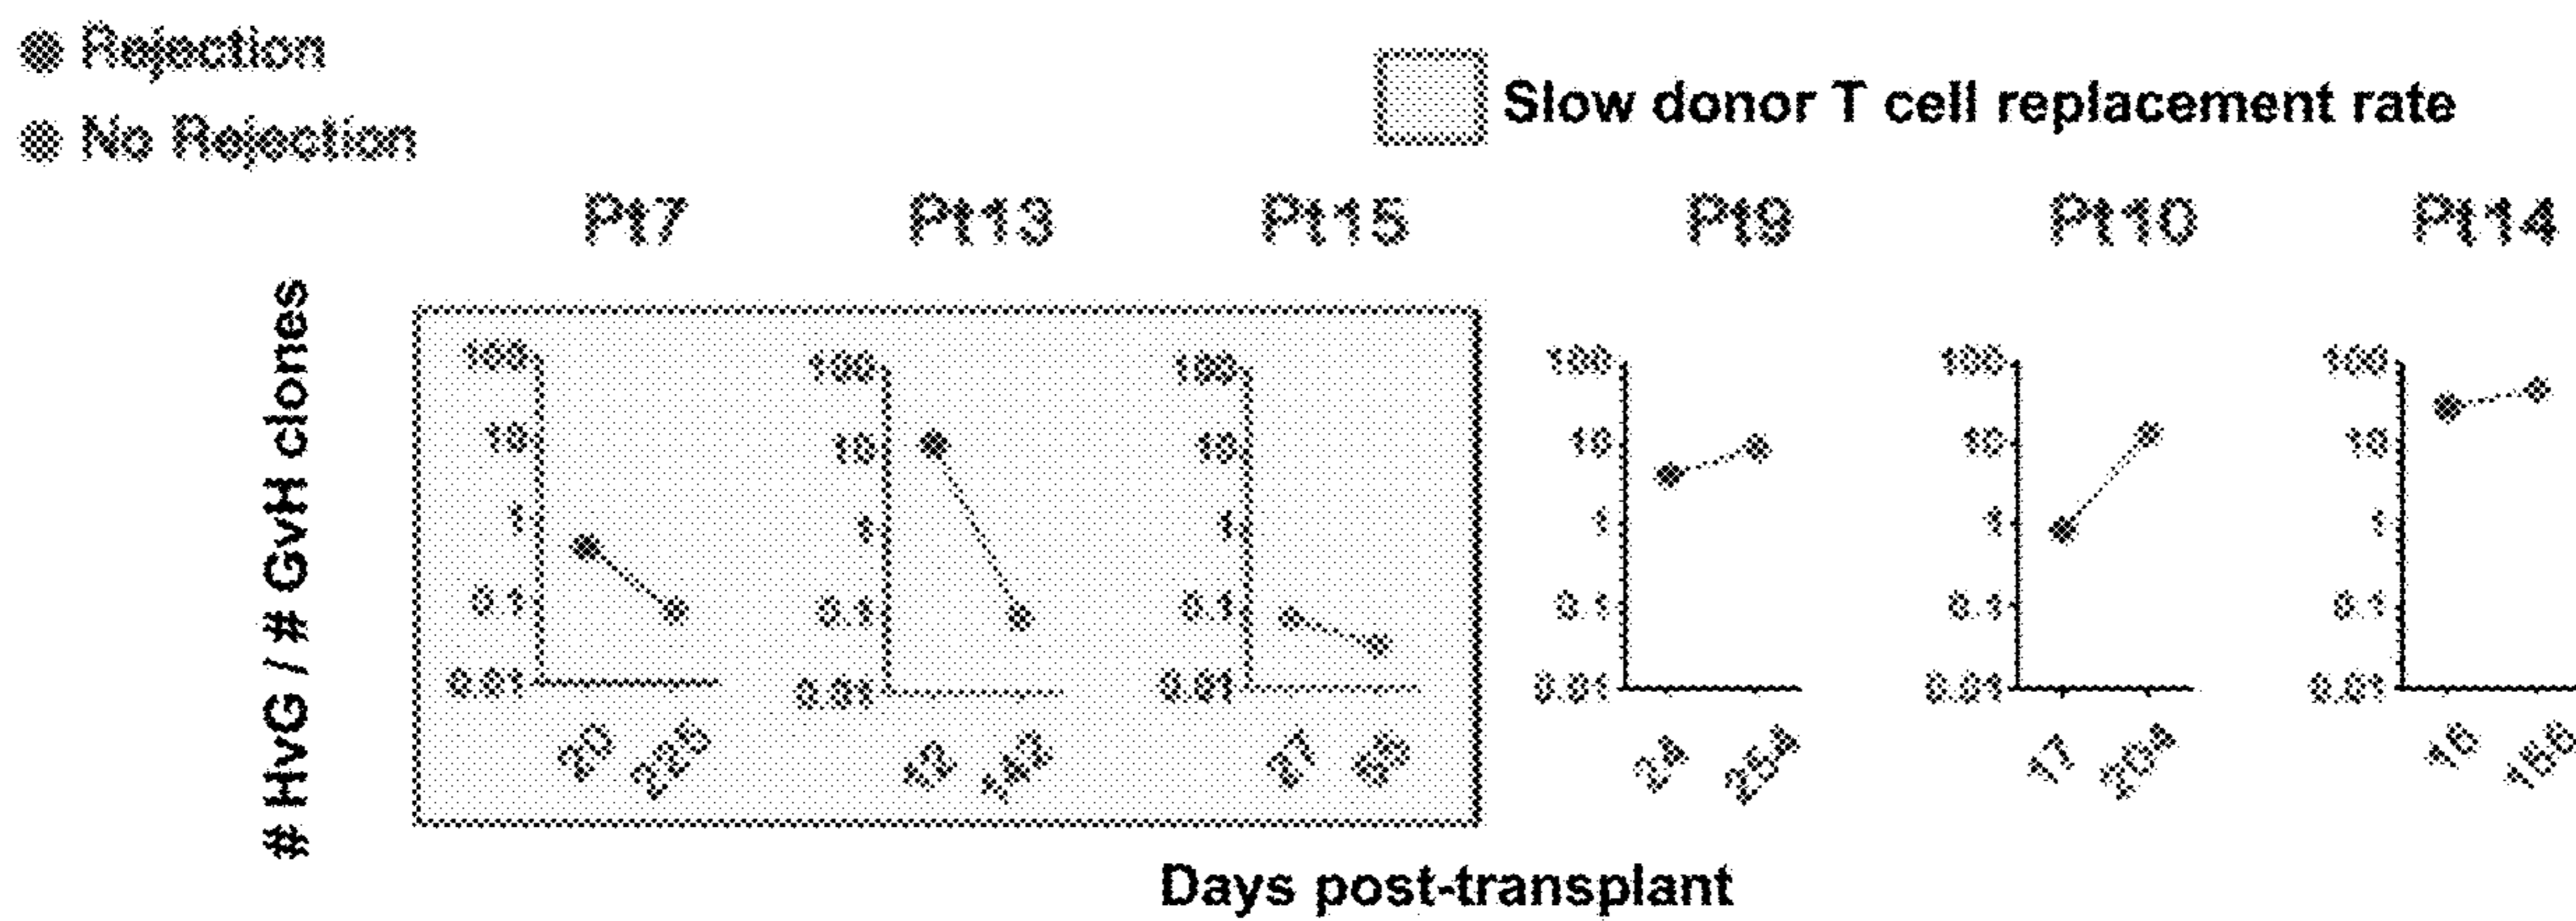 Rejection
No Rejection
Slow donor T cell replacement rate
Pt7 Pt13 Pt15 Pt9 Pt10 Pt14
# HvG / # GvH clones
100 100 100 100 100 100
10 10 10 10 10 10
1 1 1 1 1 1
0.1 0.1 0.1 0.1 0.1 0.1
0.01 0.01 0.01 0.01 0.01 0.01
20 225 24 254 17 204 16
Days post-transplant